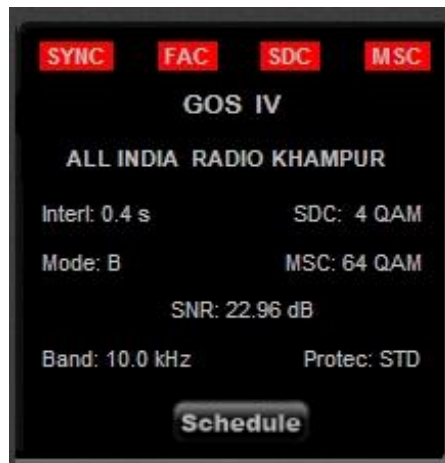 SYNC FAC SDC MSC
GOS IV
ALL INDIA RADIO KHAMPUR
Interl: 0.4 s SDC: 4 QAM
Mode: B MSC: 64 QAM
SNR: 22.96 dB
Band: 10.0 kHz Protec: STD
Schedule